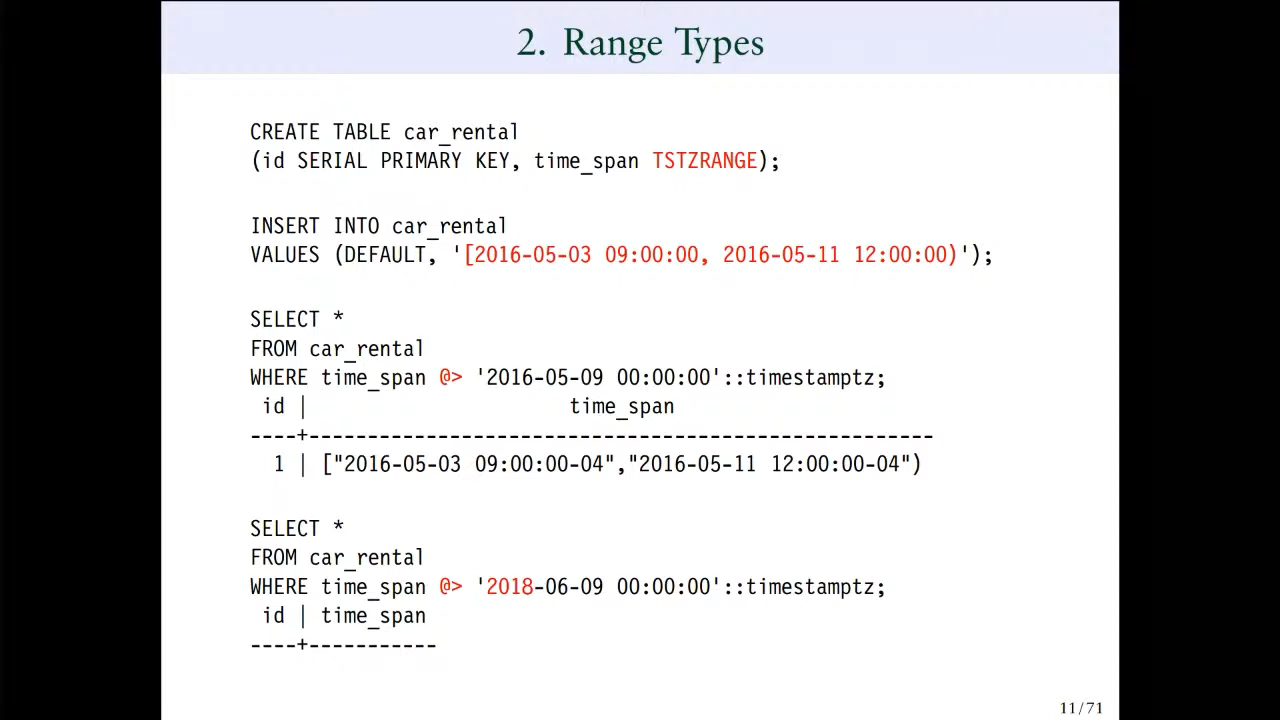 2. Range Types
CREATE TABLE car_rental
(id SERIAL PRIMARY KEY, time_span TSTZRANGE);
INSERT INTO car_rental
VALUES (DEFAULT, '[2016-05-03 09:00:00, 2016-05-11 12:00:00)');
SELECT *
FROM car_rental
WHERE time_span @> '2016-05-09 00:00:00'::timestamptz;
id | time_span
----+-----------------------------------------------------
1 | ["2016-05-03 09:00:00-04","2016-05-11 12:00:00-04")
SELECT *
FROM car_rental
WHERE time_span @> '2018-06-09 00:00:00'::timestamptz;
id | time_span
----+-----------
11/71